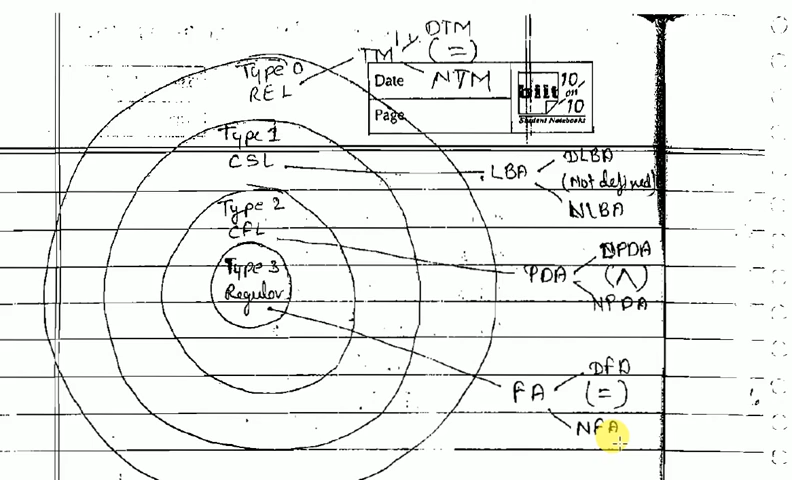 DTM
TM (=)
NTM
Type 0
REL
Date
Page
bilt 10 on 10
Student Notebooks
Type 1
CSL
LBA
DLBA
(Not defined)
NLBA
Type 2
CFL
PDA
DPDA
(Λ)
NPDA
Type 3
Regular
FA
DFA
(=)
NFA